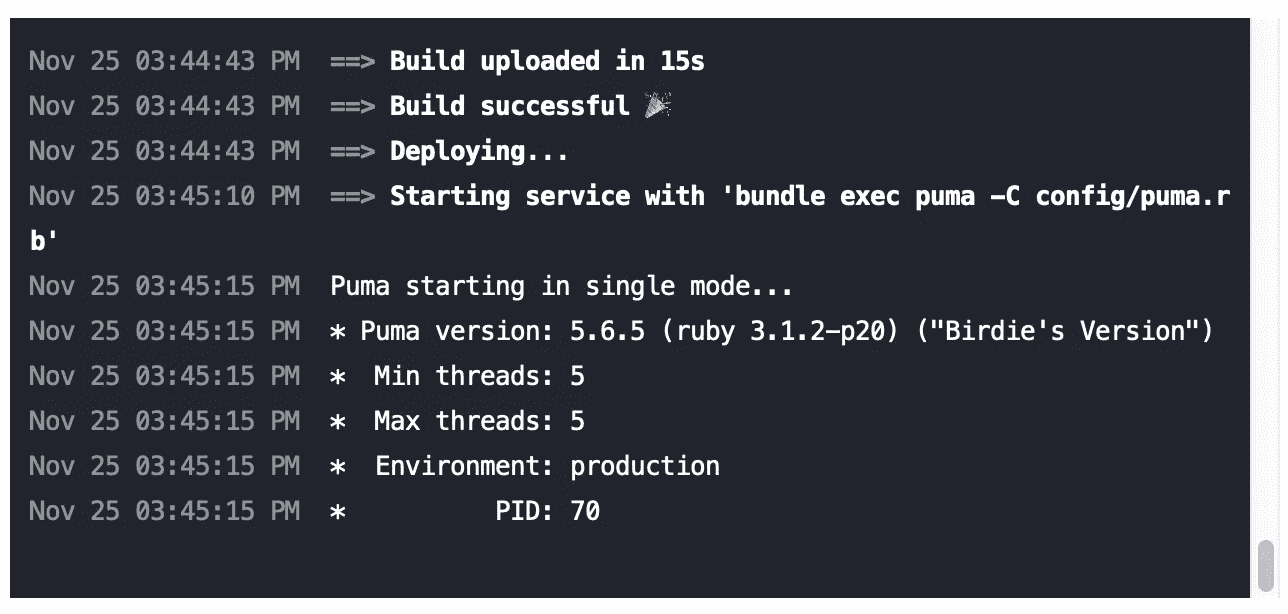 Nov 25 03:44:43 PM  ==> Build uploaded in 15s
Nov 25 03:44:43 PM  ==> Build successful 🎉
Nov 25 03:44:43 PM  ==> Deploying...
Nov 25 03:45:10 PM  ==> Starting service with 'bundle exec puma -C config/puma.r
b'
Nov 25 03:45:15 PM  Puma starting in single mode...
Nov 25 03:45:15 PM  * Puma version: 5.6.5 (ruby 3.1.2-p20) ("Birdie's Version")
Nov 25 03:45:15 PM  *  Min threads: 5
Nov 25 03:45:15 PM  *  Max threads: 5
Nov 25 03:45:15 PM  *  Environment: production
Nov 25 03:45:15 PM  *          PID: 70